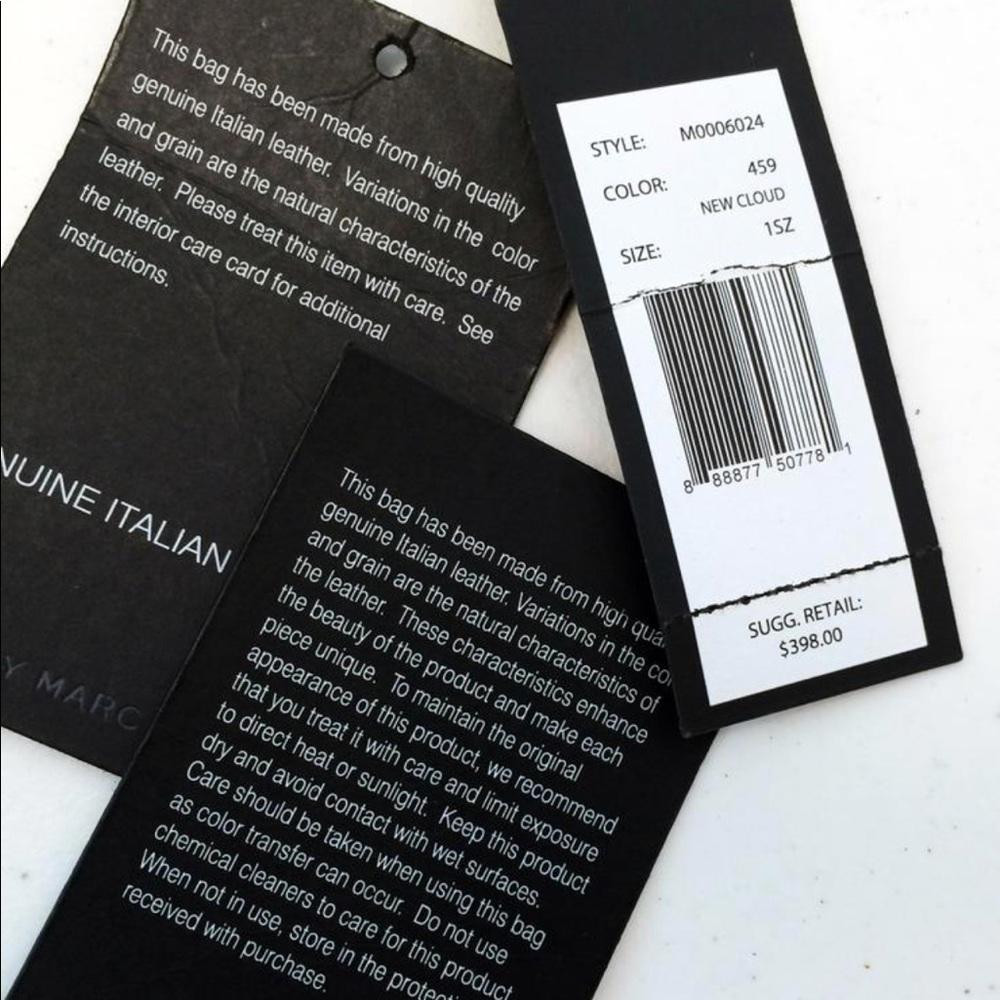 This bag has been made from high quality
genuine Italian leather. Variations in the color
and grain are the natural characteristics of the
leather. Please treat this item with care. See
the interior care card for additional
instructions.
NUINE ITALIAN
Y MARC
STYLE: M0006024
COLOR: 459
NEW CLOUD
SIZE: 1SZ
8 88877 50778 1
SUGG. RETAIL:
$398.00
This bag has been made from high qua
genuine Italian leather. Variations in the co
and grain are the natural characteristics of
the leather. These characteristics enhance
the beauty of the product and make each
piece unique. To maintain the original
appearance of this product, we recommend
that you treat it with care and limit exposure
to direct heat or sunlight. Keep this product
dry and avoid contact with wet surfaces.
Care should be taken when using this bag
as color transfer can occur. Do not use
chemical cleaners to care for this product
When not in use, store in the protecti
received with purchase.